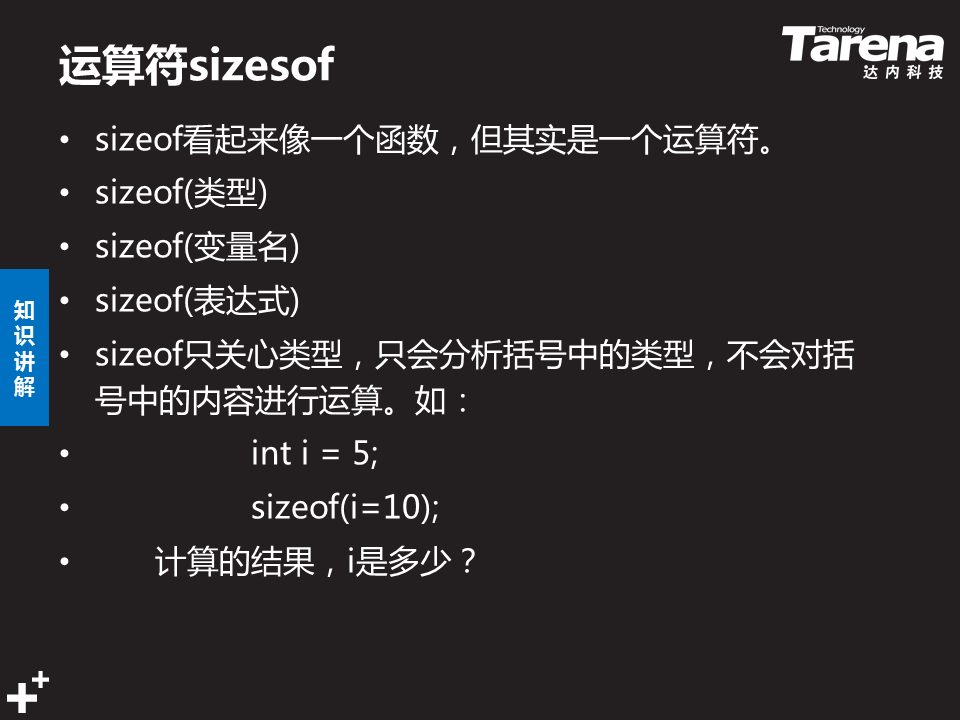 运算符sizesof
Technology
Tarena
达内科技
• sizeof看起来像一个函数，但其实是一个运算符。
• sizeof(类型)
• sizeof(变量名)
• sizeof(表达式)
• sizeof只关心类型，只会分析括号中的类型，不会对括
号中的内容进行运算。如：
• int i = 5;
• sizeof(i=10);
• 计算的结果，i是多少？
知
识
讲
解